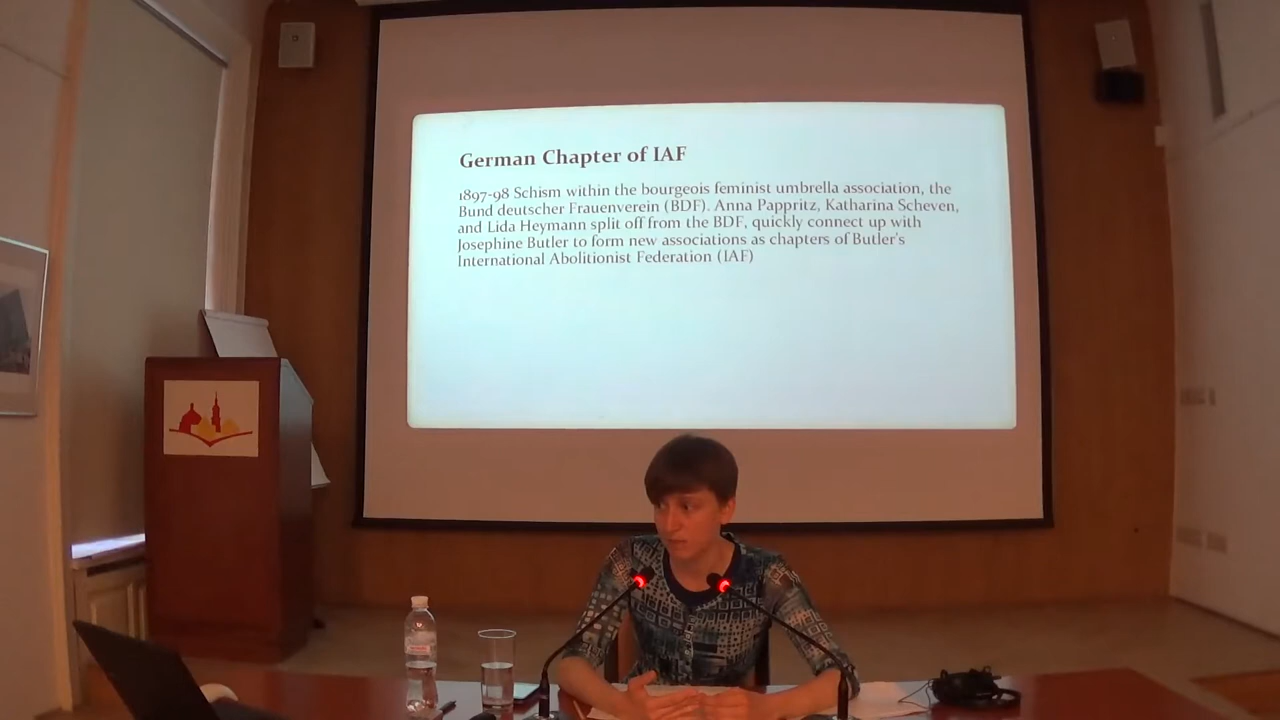 German Chapter of IAF
1897-98 Schism within the bourgeois feminist umbrella association, the
Bund deutscher Frauenverein (BDF). Anna Pappritz, Katharina Scheven,
and Lida Heymann split off from the BDF, quickly connect up with
Josephine Butler to form new associations as chapters of Butler's
International Abolitionist Federation (IAF)